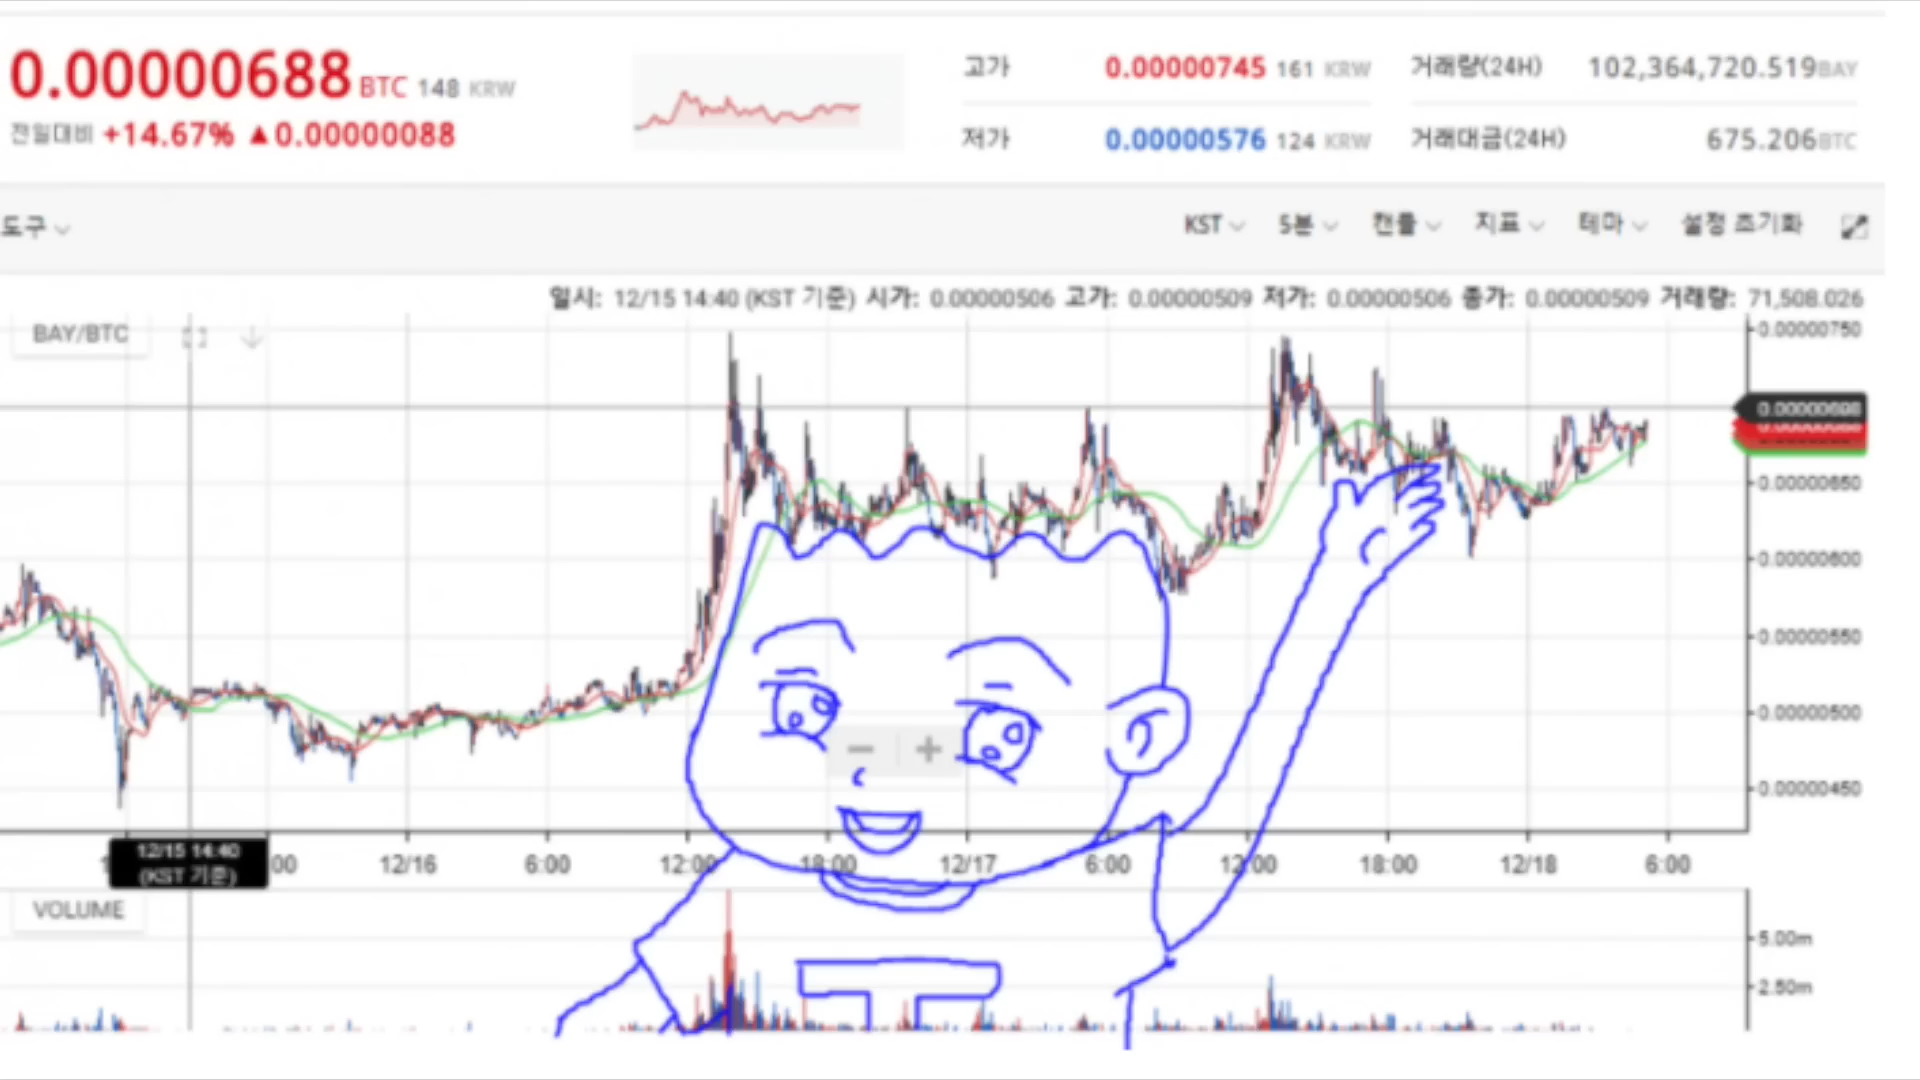 0.00000688 BTC 148 KRW
전일대비 +14.67% ▲0.00000088
고가 0.00000745 161 KRW
저가 0.00000576 124 KRW
거래량(24H) 102,364,720.519 BAY
거래대금(24H) 675.206 BTC
도구
KST 5분 캔들 지표 테마 설정 초기화
일시: 12/15 14:40 (KST 기준) 시가: 0.00000506 고가: 0.00000509 저가: 0.00000506 종가: 0.00000509 거래량: 71,508.026
BAY/BTC
0.00000750
0.00000698
0.00000650
0.00000600
0.00000550
0.00000500
0.00000450
12/15 14:40
(KST 기준)
:00 12/16 6:00 12:00 18:00 12/17 6:00 12:00 18:00 12/18 6:00
VOLUME
5.00m
2.50m
T